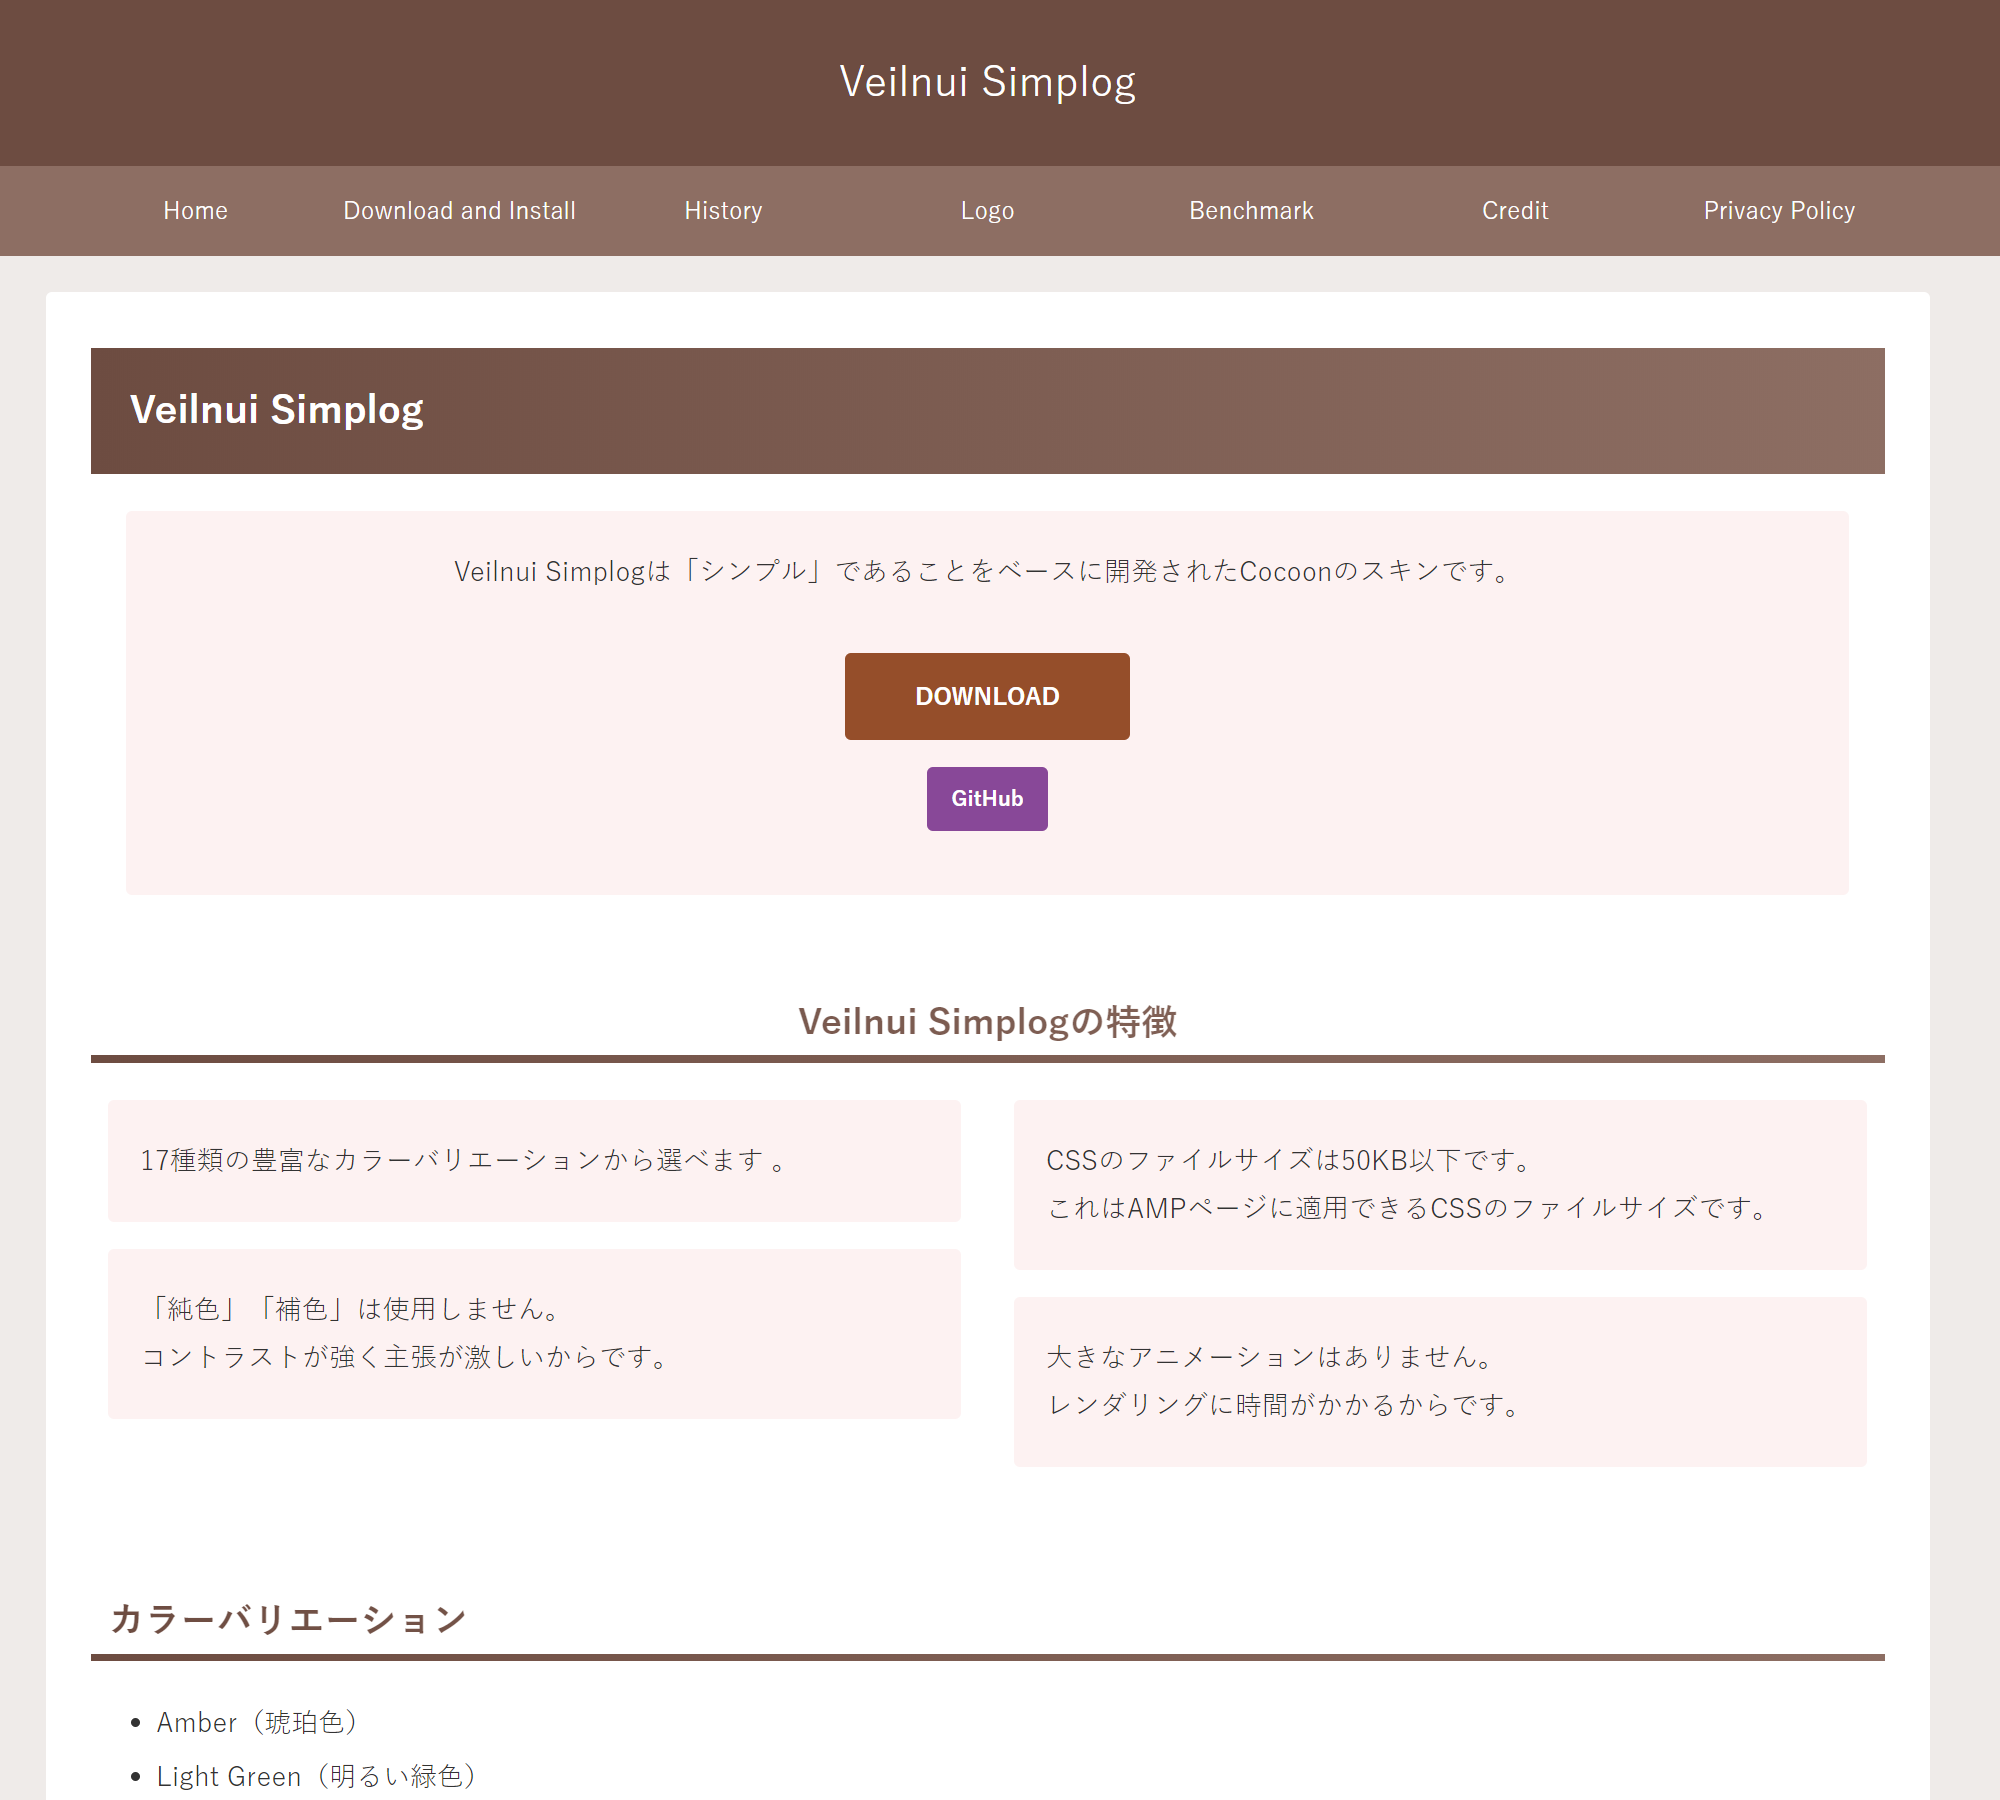 Veilnui Simplog
Home
Download and Install
History
Logo
Benchmark
Credit
Privacy Policy
Veilnui Simplog
Veilnui Simplogは「シンプル」であることをベースに開発されたCocoonのスキンです。
DOWNLOAD
GitHub
Veilnui Simplogの特徴
17種類の豊富なカラーバリエーションから選べます 。
「純色」「補色」は使用しません。
コントラストが強く主張が激しいからです。
CSSのファイルサイズは50KB以下です。
これはAMPページに適用できるCSSのファイルサイズです。
大きなアニメーションはありません。
レンダリングに時間がかかるからです。
カラーバリエーション
Amber（琥珀色）
Light Green（明るい緑色）